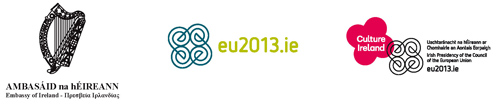 AMBASÁID na hÉIREANN
Embassy of Ireland - Πρεσβεία Ιρλανδίας
eu2013.ie
Culture
Ireland
Uachtaránacht na hÉireann ar
Chomhairle an Aontais Eorpaigh
Irish Presidency of the Council
of the European Union
eu2013.ie